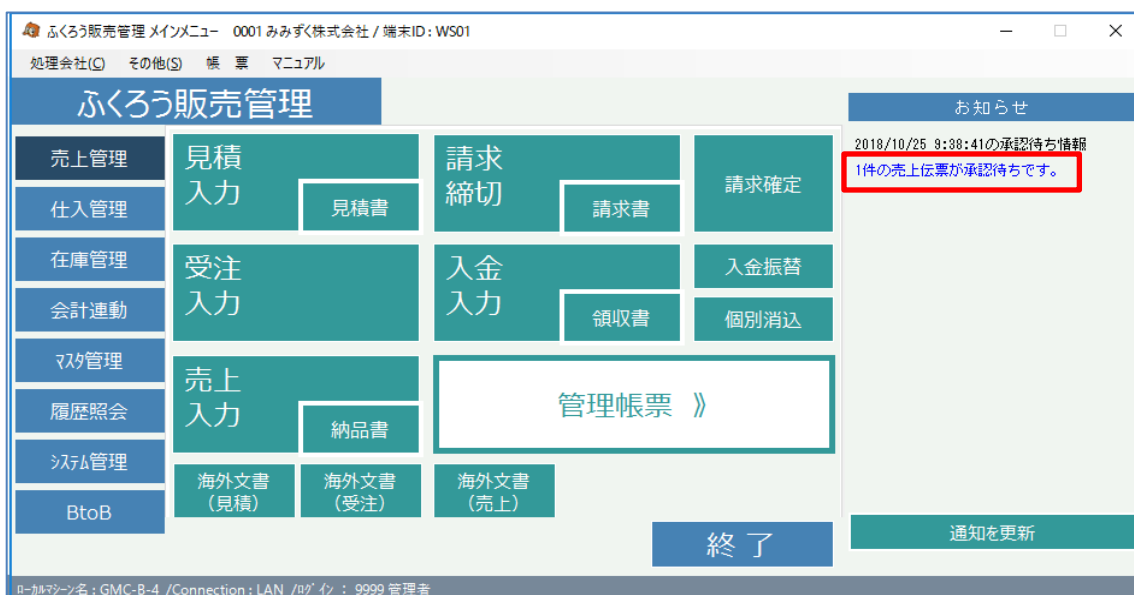 ふくろう販売管理 メインメニュー 0001 みみずく株式会社 / 端末ID : WS01
処理会社(C) その他(S) 帳 票 マニュアル
ふくろう販売管理
売上管理
仕入管理
在庫管理
会計連動
ﾏｽﾀ管理
履歴照会
ｼｽﾃﾑ管理
BtoB
見積
入力
見積書
請求
締切
請求書
請求確定
受注
入力
入金
入力
領収書
入金振替
個別消込
売上
入力
納品書
管理帳票 》
海外文書
（見積）
海外文書
（受注）
海外文書
（売上）
終 了
お知らせ
2018/10/25 9:38:41の承認待ち情報
1件の売上伝票が承認待ちです。
通知を更新
ﾛｰｶﾙﾏｼｰﾝ名 : GMC-B-4 /Connection : LAN /ﾛｸﾞｲﾝ : 9999 管理者